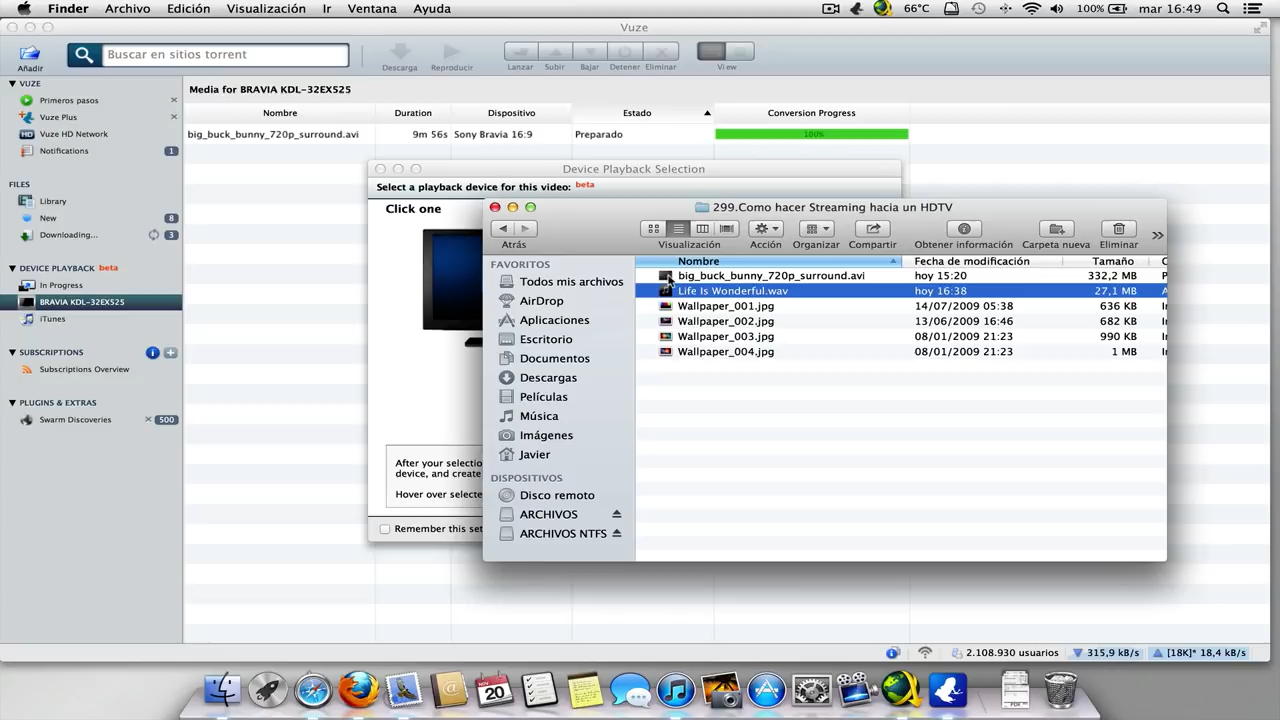 Finder Archivo Edición Visualización Ir Ventana Ayuda 66°C 100% mar 16:49
Vuze
Añadir
Buscar en sitios torrent
Descarga Reproducir Lanzar Subir Bajar Detener Eliminar View
VUZE
Primeros pasos
Vuze Plus
Vuze HD Network
Notifications 1
FILES
Library
New 8
Downloading... 3
DEVICE PLAYBACK beta
In Progress
BRAVIA KDL-32EX525
iTunes
SUBSCRIPTIONS
Subscriptions Overview
PLUGINS & EXTRAS
Swarm Discoveries 500
Media for BRAVIA KDL-32EX525
Nombre Duration Dispositivo Estado Conversion Progress
big_buck_bunny_720p_surround.avi 9m 56s Sony Bravia 16:9 Preparado 100%
Device Playback Selection
Select a playback device for this video: beta
Click one
After your selectio
device, and create
Hover over selecte
Remember this set
299.Como hacer Streaming hacia un HDTV
Atrás Visualización Acción Organizar Compartir Obtener información Carpeta nueva Eliminar
FAVORITOS
Todos mis archivos
AirDrop
Aplicaciones
Escritorio
Documentos
Descargas
Películas
Música
Imágenes
Javier
DISPOSITIVOS
Disco remoto
ARCHIVOS
ARCHIVOS NTFS
Nombre Fecha de modificación Tamaño C
big_buck_bunny_720p_surround.avi hoy 15:20 332,2 MB
Life Is Wonderful.wav hoy 16:38 27,1 MB A
Wallpaper_001.jpg 14/07/2009 05:38 636 KB
Wallpaper_002.jpg 13/06/2009 16:46 682 KB
Wallpaper_003.jpg 08/01/2009 21:23 990 KB
Wallpaper_004.jpg 08/01/2009 21:23 1 MB
2.108.930 usuarios 315,9 kB/s [18K]* 18,4 kB/s
NOV
20
PDF